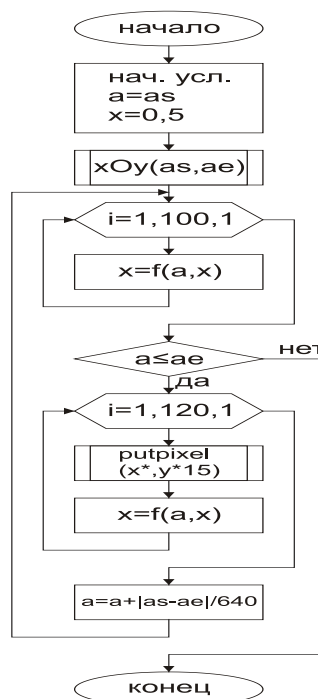 начало
нач. усл.
a=as
x=0,5
xOy(as,ae)
i=1,100,1
x=f(a,x)
a≤ae
нет
да
i=1,120,1
putpixel
(x*,y*15)
x=f(a,x)
a=a+|as-ae|/640
конец